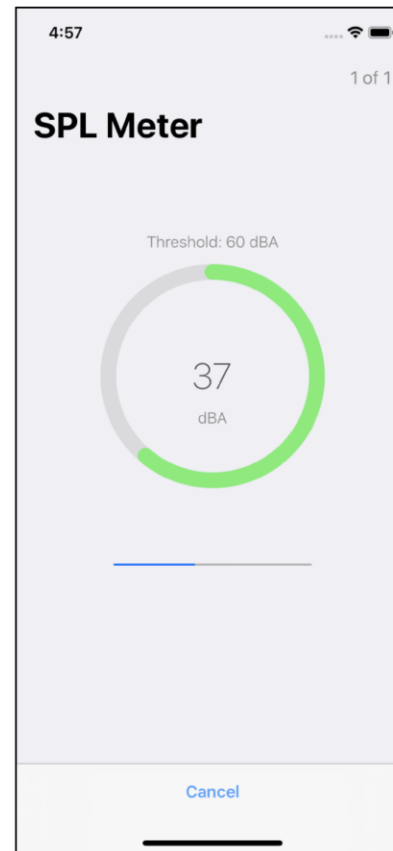 4:57
1 of 1
SPL Meter
Threshold: 60 dBA
37
dBA
Cancel